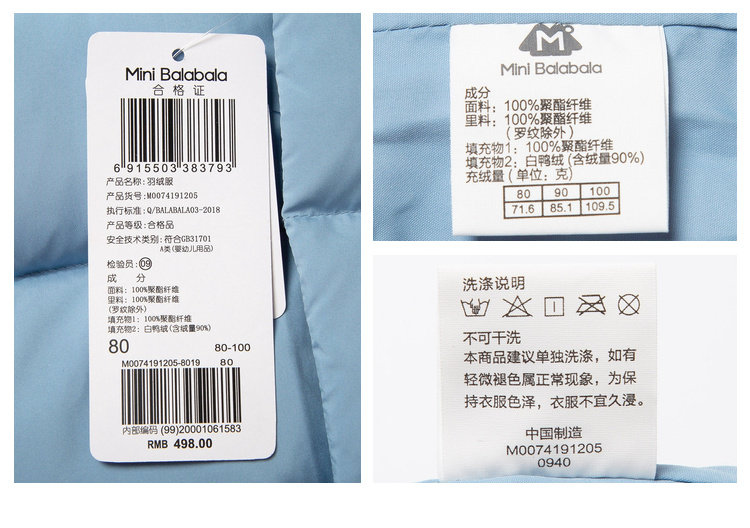 Mini Balabala
合格证
6 915503 383793
产品名称: 羽绒服
产品货号: M0074191205
执行标准: Q/BALABALA03-2018
产品等级: 合格品
安全技术类别: 符合GB31701
A类(婴幼儿用品)
检验员: 09
成 分
面料: 100%聚酯纤维
里料: 100%聚酯纤维
(罗纹除外)
填充物1: 100%聚酯纤维
填充物2: 白鸭绒(含绒量90%)
80 80-100
M0074191205-8019 80
内部编码 (99)20001061583
RMB 498.00
Mini Balabala
成分
面料: 100%聚酯纤维
里料: 100%聚酯纤维
(罗纹除外)
填充物1: 100%聚酯纤维
填充物2: 白鸭绒(含绒量90%)
充绒量(单位: 克)
80 90 100
71.6 85.1 109.5
洗涤说明
不可干洗
本商品建议单独洗涤, 如有
轻微褪色属正常现象, 为保
持衣服色泽, 衣服不宜久浸。
中国制造
M0074191205
0940